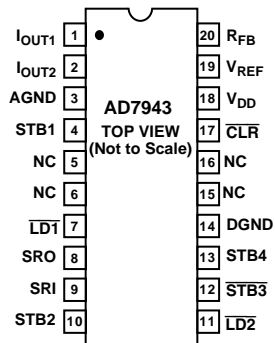 IOUT1 1 20 RFB
IOUT2 2 19 VREF
AGND 3 18 VDD
AD7943
STB1 4 TOP VIEW 17 CLR
(Not to Scale)
NC 5 16 NC
NC 6 15 NC
LD1 7 14 DGND
SRO 8 13 STB4
SRI 9 12 STB3
STB2 10 11 LD2